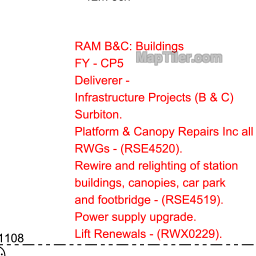 RAM B&C: Buildings
MapTiler.com
FY - CP5
Deliverer -
Infrastructure Projects (B & C)
Surbiton.
Platform & Canopy Repairs Inc all
RWGs - (RSE4520).
Rewire and relighting of station
buildings, canopies, car park
and footbridge - (RSE4519).
Power supply upgrade.
Lift Renewals - (RWX0229).
1108